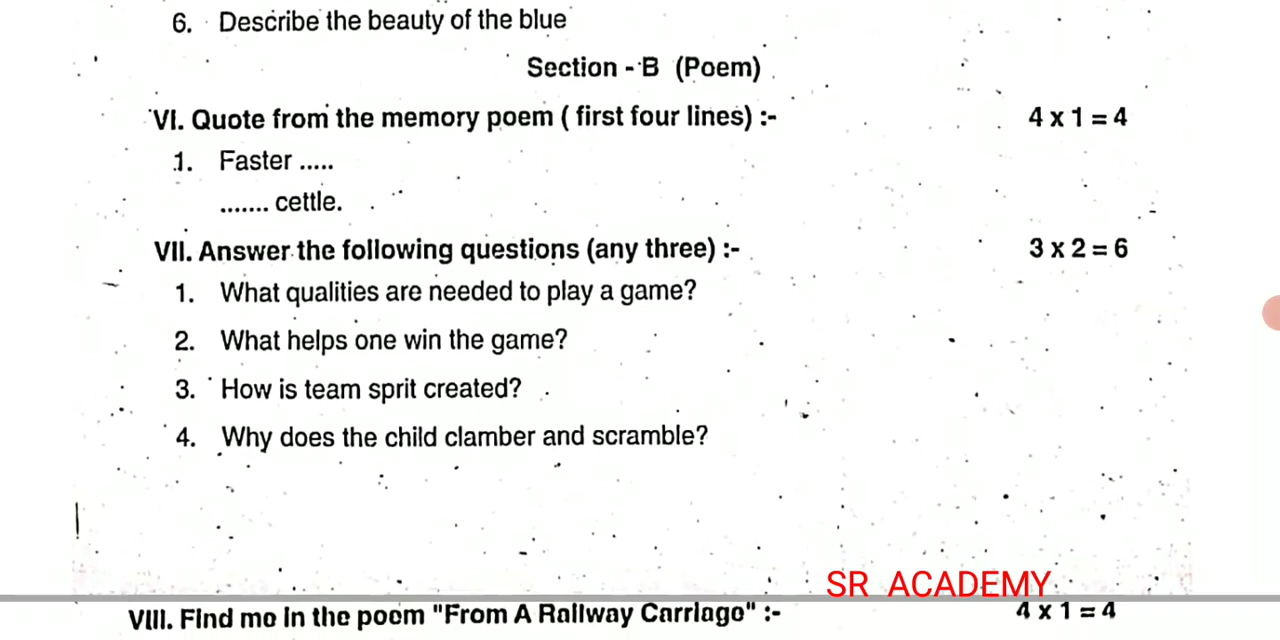 6. Describe the beauty of the blue
Section - B (Poem)
VI. Quote from the memory poem ( first four lines) :- 4 x 1 = 4
1. Faster .....
....... cettle.
VII. Answer the following questions (any three) :- 3 x 2 = 6
1. What qualities are needed to play a game?
2. What helps one win the game?
3. How is team sprit created?
4. Why does the child clamber and scramble?
SR ACADEMY
VIII. Find me in the poem "From A Railway Carriage" :- 4 x 1 = 4